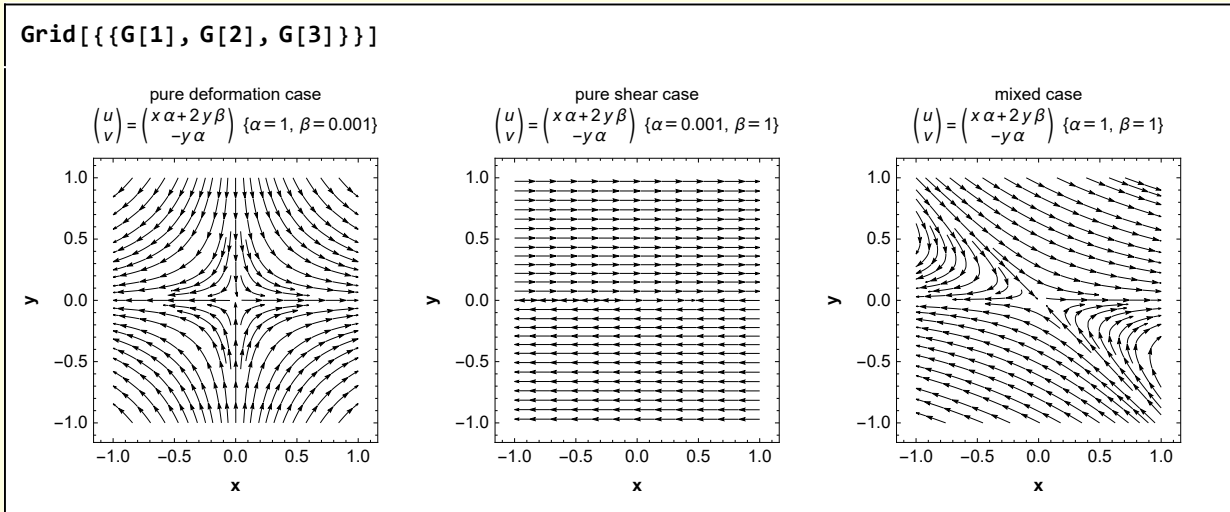 Grid[{{G[1], G[2], G[3]}}]
pure deformation case
(u v) = (x α + 2 y β -y α) {α = 1, β = 0.001}
1.0
0.5
0.0
-0.5
-1.0
y
-1.0 -0.5 0.0 0.5 1.0
x
pure shear case
(u v) = (x α + 2 y β -y α) {α = 0.001, β = 1}
1.0
0.5
0.0
-0.5
-1.0
y
-1.0 -0.5 0.0 0.5 1.0
x
mixed case
(u v) = (x α + 2 y β -y α) {α = 1, β = 1}
1.0
0.5
0.0
-0.5
-1.0
y
-1.0 -0.5 0.0 0.5 1.0
x